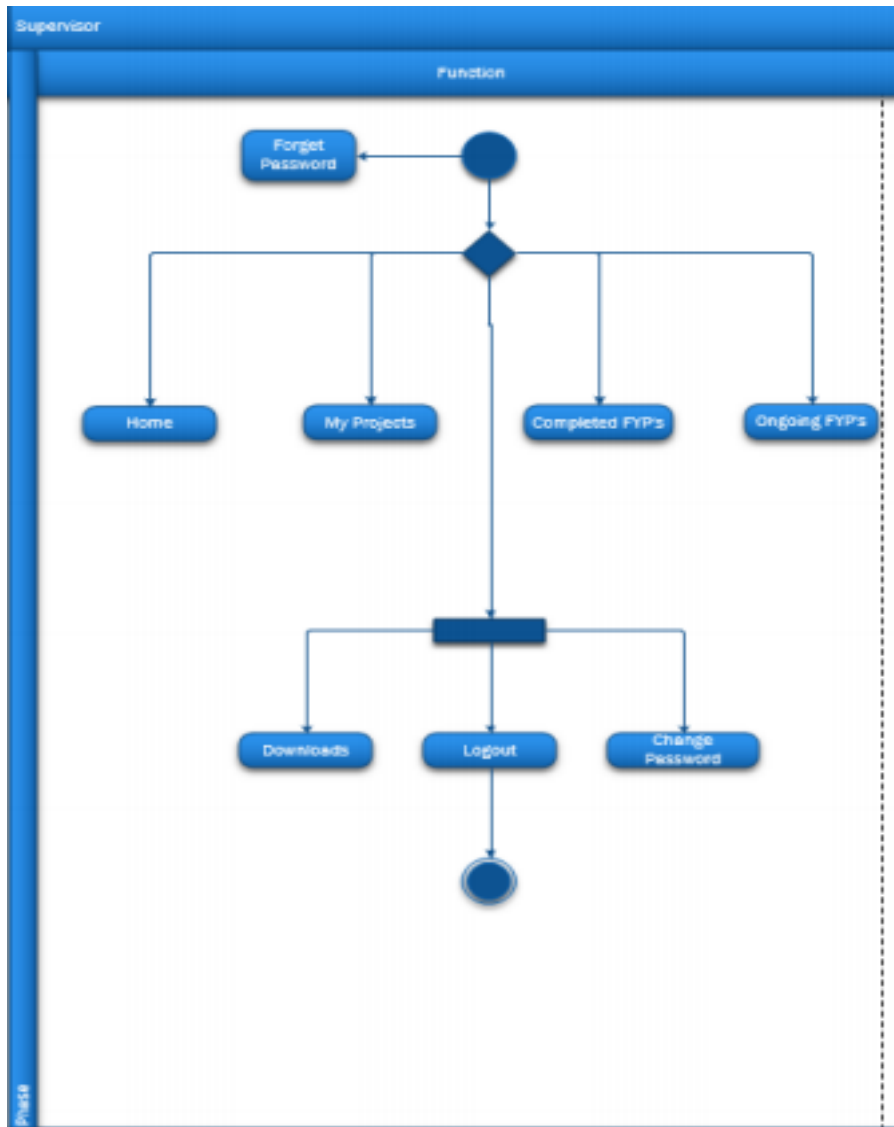 Supervisor
Function
Forget
Password
Home
My Projects
Completed FYP's
Ongoing FYP's
Downloads
Logout
Change
Password
Phase